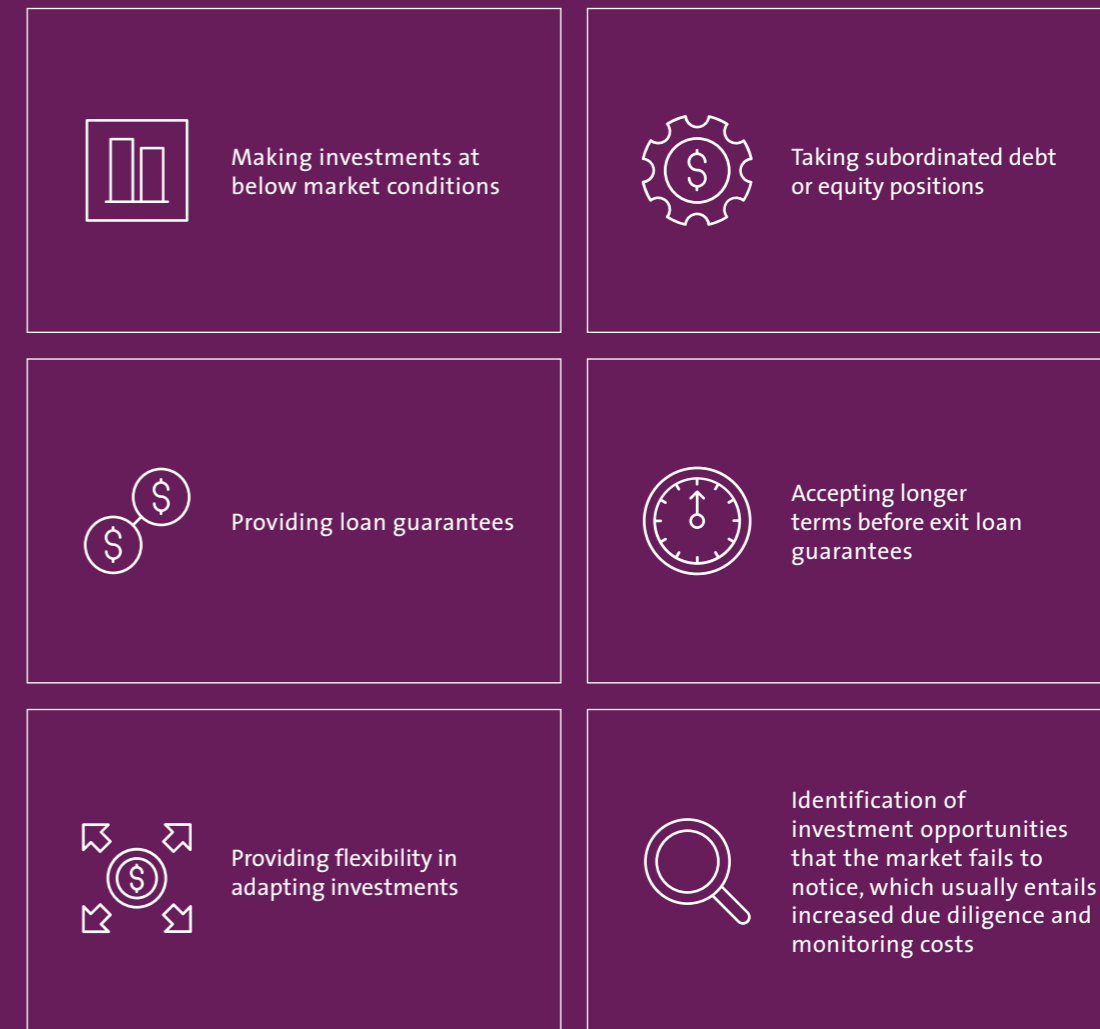 Making investments at
below market conditions
Taking subordinated debt
or equity positions
$
Providing loan guarantees
$
$
Accepting longer
terms before exit loan
guarantees
Providing flexibility in
adapting investments
$
Identification of
investment opportunities
that the market fails to
notice, which usually entails
increased due diligence and
monitoring costs